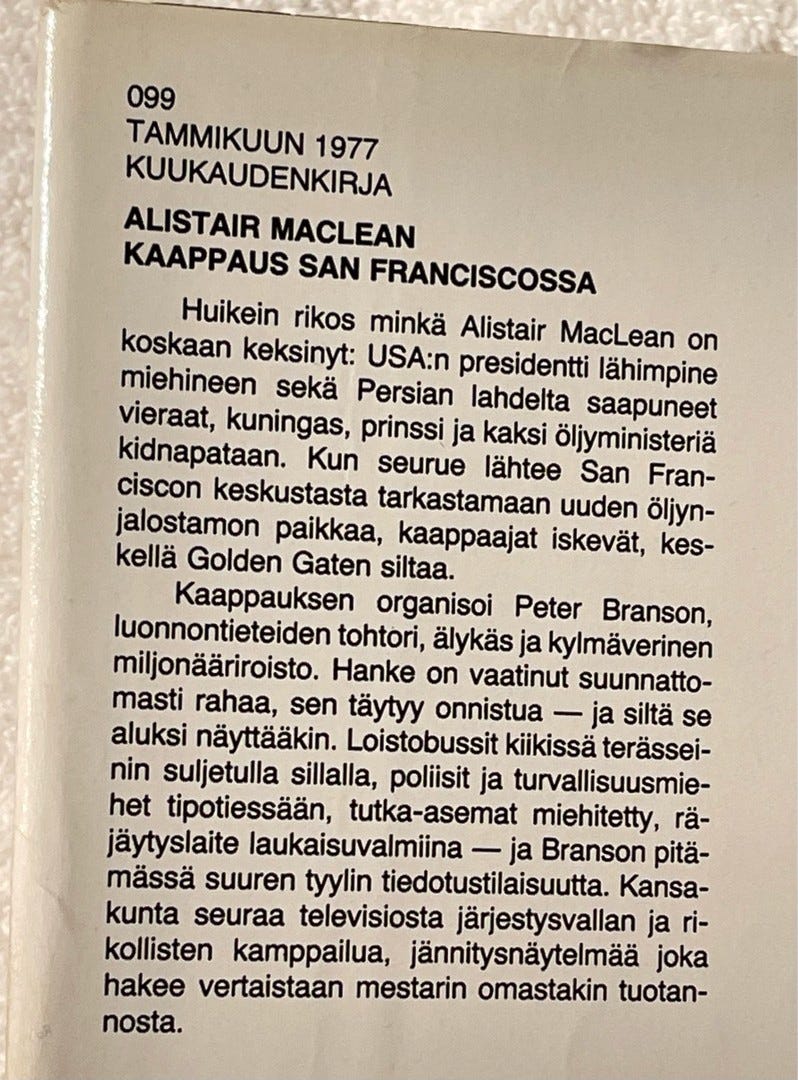 099
TAMMIKUUN 1977
KUUKAUDENKIRJA
ALISTAIR MACLEAN
KAAPPAUS SAN FRANCISCOSSA
Huikein rikos minkä Alistair MacLean on
koskaan keksinyt: USA:n presidentti lähimpine
miehineen sekä Persian lahdelta saapuneet
vieraat, kuningas, prinssi ja kaksi öljyministeriä
kidnapataan. Kun seurue lähtee San Fran-
ciscon keskustasta tarkastamaan uuden öljyn-
jalostamon paikkaa, kaappaajat iskevät, kes-
kellä Golden Gaten siltaa.
Kaappauksen organisoi Peter Branson,
luonnontieteiden tohtori, älykäs ja kylmäverinen
miljonääriroisto. Hanke on vaatinut suunnatto-
masti rahaa, sen täytyy onnistua — ja siltä se
aluksi näyttääkin. Loistobussit kiikissä terässei-
nin suljetulla sillalla, poliisit ja turvallisuusmie-
het tipotiessään, tutka-asemat miehitetty, rä-
jäytyslaite laukaisuvalmiina — ja Branson pitä-
mässä suuren tyylin tiedotustilaisuutta. Kansa-
kunta seuraa televisiosta järjestysvallan ja ri-
kollisten kamppailua, jännitysnäytelmää joka
hakee vertaistaan mestarin omastakin tuotan-
nosta.